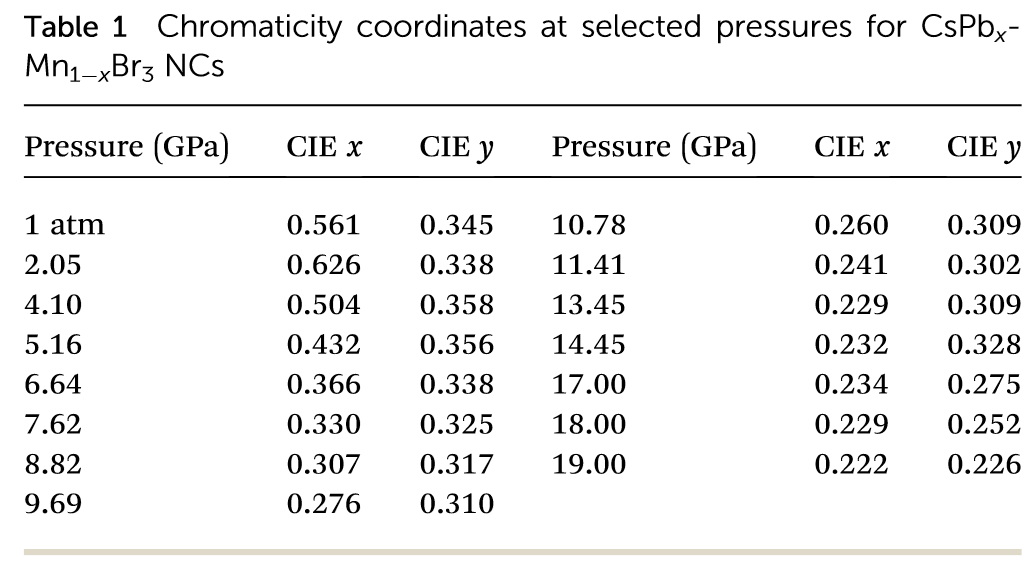 Table 1 Chromaticity coordinates at selected pressures for CsPbₓ-
Mn₁₋ₓBr₃ NCs
Pressure (GPa) CIE x CIE y Pressure (GPa) CIE x CIE y
1 atm 0.561 0.345 10.78 0.260 0.309
2.05 0.626 0.338 11.41 0.241 0.302
4.10 0.504 0.358 13.45 0.229 0.309
5.16 0.432 0.356 14.45 0.232 0.328
6.64 0.366 0.338 17.00 0.234 0.275
7.62 0.330 0.325 18.00 0.229 0.252
8.82 0.307 0.317 19.00 0.222 0.226
9.69 0.276 0.310